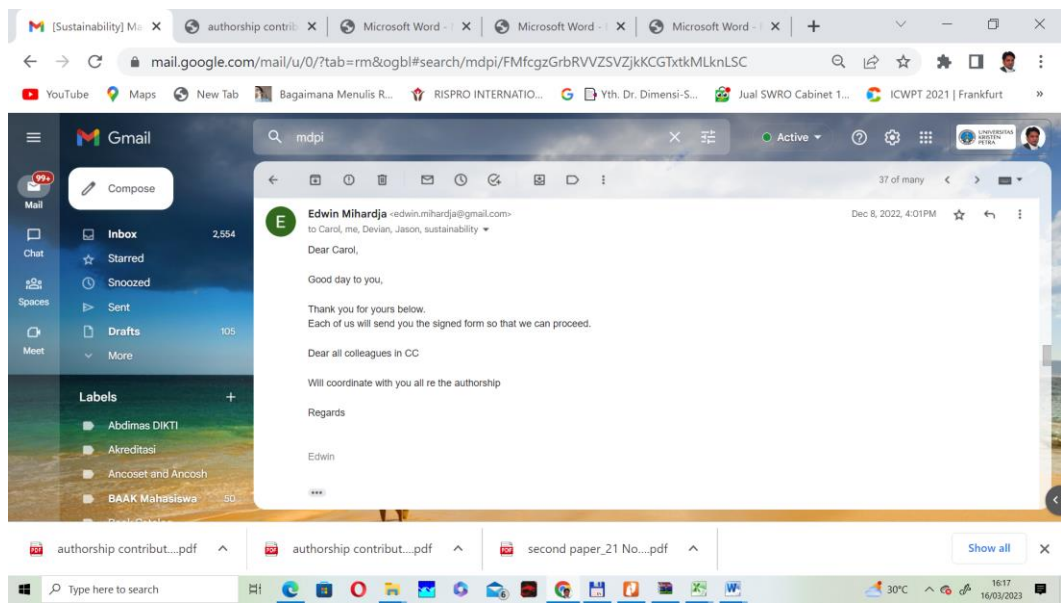 [Sustainability] Ma
authorship contrib
Microsoft Word -
Microsoft Word -
Microsoft Word -
mail.google.com/mail/u/0/?tab=rm&ogbl#search/mdpi/FMfcgzGrbRVVZSVZjkKCGTxtkMLknLSC
YouTube
Maps
New Tab
Bagaimana Menulis R...
RISPRO INTERNATIO...
Yth. Dr. Dimensi-S...
Jual SWRO Cabinet 1...
ICWPT 2021 | Frankfurt
»
Gmail
mdpi
Active
UNIVERSITAS
KRISTEN
PETRA
99+
Mail
Chat
Spaces
Meet
Compose
Inbox 2,554
Starred
Snoozed
Sent
Drafts 105
More
Labels +
Abdimas DIKTI
Akreditasi
Ancoset and Ancosh
BAAK Mahasiswa 50
37 of many
E
Edwin Mihardja <edwin.mihardja@gmail.com>
Dec 8, 2022, 4:01PM
to Carol, me, Devian, Jason, sustainability
Dear Carol,
Good day to you,
Thank you for yours below.
Each of us will send you the signed form so that we can proceed.
Dear all colleagues in CC
Will coordinate with you all re the authorship
Regards
Edwin
authorship contribut....pdf
authorship contribut....pdf
second paper_21 No....pdf
Show all
Type here to search
30°C
16:17
16/03/2023